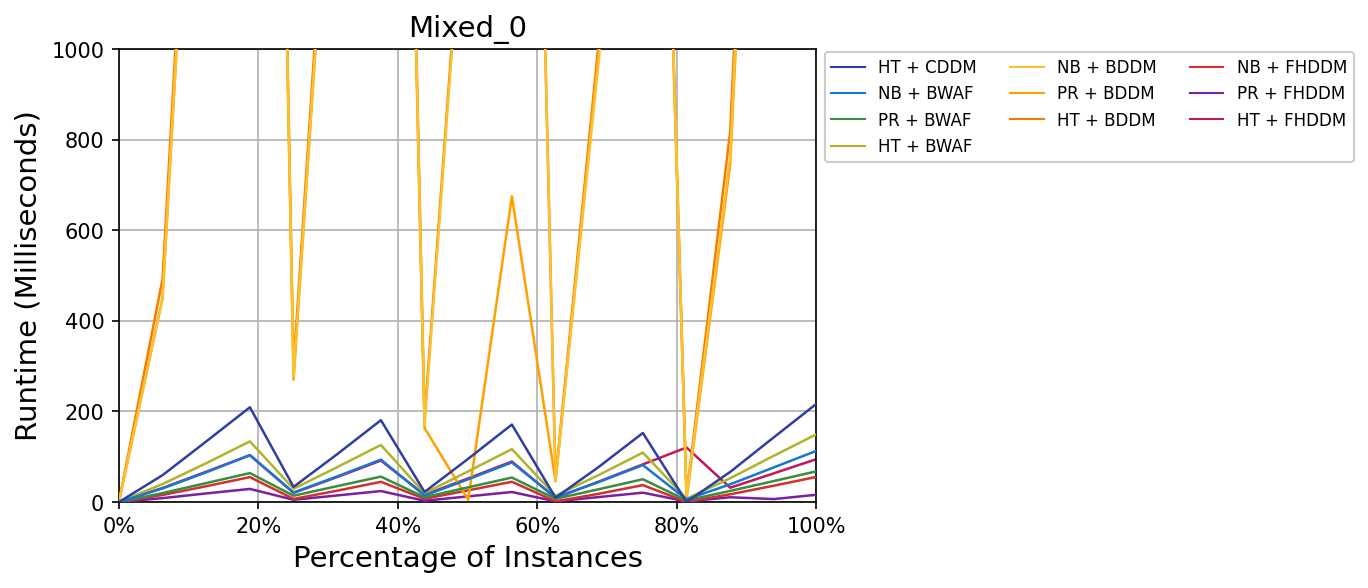 Mixed_0
Runtime (Milliseconds)
1000
800
600
400
200
0
0% 20% 40% 60% 80% 100%
Percentage of Instances
HT + CDDM NB + BDDM NB + FHDDM
NB + BWAF PR + BDDM PR + FHDDM
PR + BWAF HT + BDDM HT + FHDDM
HT + BWAF